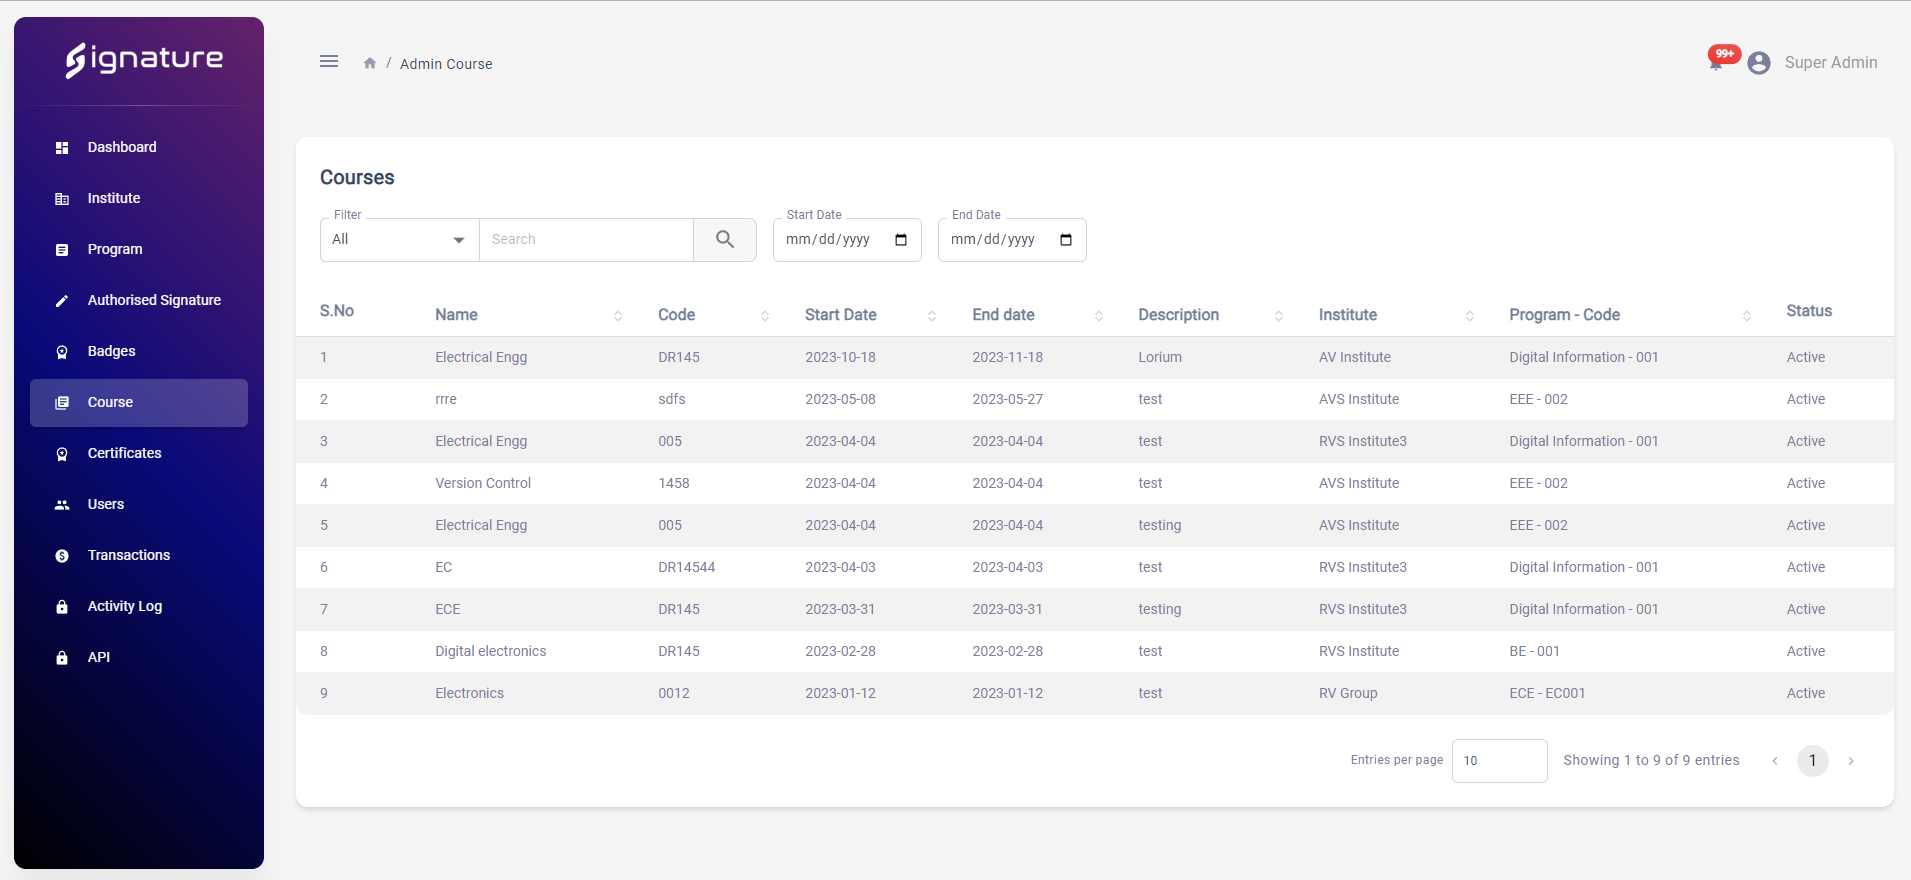 Signature
Dashboard
Institute
Program
Authorised Signature
Badges
Course
Certificates
Users
Transactions
Activity Log
API
/ Admin Course
99+
Super Admin
Courses
Filter
All
Search
Start Date
mm/dd/yyyy
End Date
mm/dd/yyyy
S.No Name Code Start Date End date Description Institute Program - Code Status
1 Electrical Engg DR145 2023-10-18 2023-11-18 Lorium AV Institute Digital Information - 001 Active
2 rrre sdfs 2023-05-08 2023-05-27 test AVS Institute EEE - 002 Active
3 Electrical Engg 005 2023-04-04 2023-04-04 test RVS Institute3 Digital Information - 001 Active
4 Version Control 1458 2023-04-04 2023-04-04 test AVS Institute EEE - 002 Active
5 Electrical Engg 005 2023-04-04 2023-04-04 testing AVS Institute EEE - 002 Active
6 EC DR14544 2023-04-03 2023-04-03 test RVS Institute3 Digital Information - 001 Active
7 ECE DR145 2023-03-31 2023-03-31 testing RVS Institute3 Digital Information - 001 Active
8 Digital electronics DR145 2023-02-28 2023-02-28 test RVS Institute BE - 001 Active
9 Electronics 0012 2023-01-12 2023-01-12 test RV Group ECE - EC001 Active
Entries per page 10 Showing 1 to 9 of 9 entries ‹ 1 ›